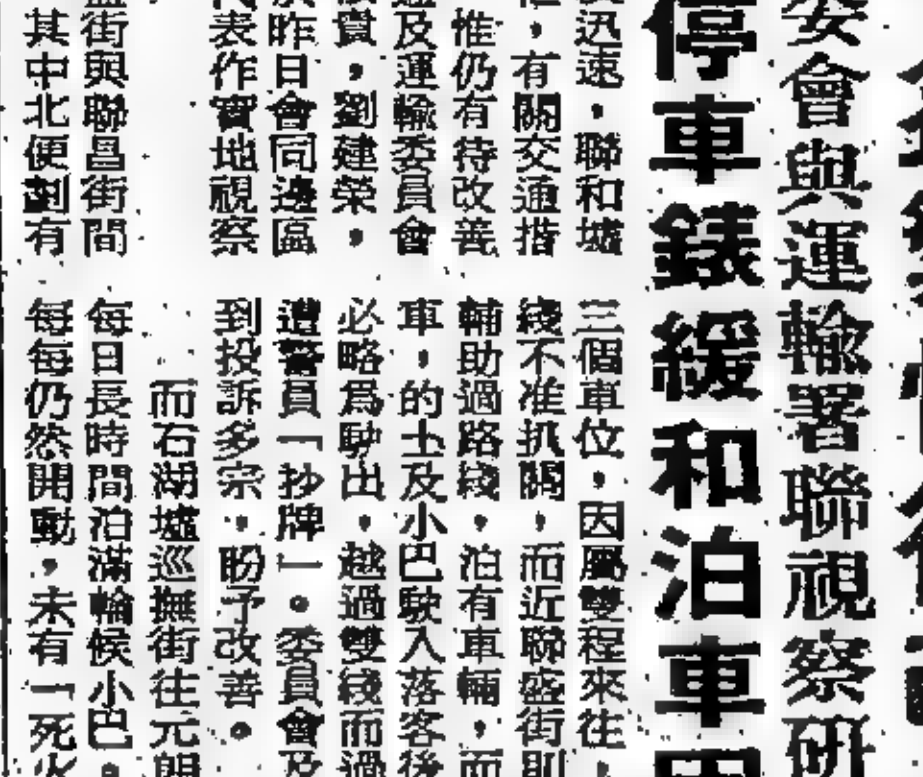 委會與運輸署聯視察研
停車錶緩和泊車困
迅速，聯和墟
，有關交通措
惟仍有待改善
及運輸委員會
，劉建榮，
昨日會同邊區
表作實地視察
街與聯昌街間
其中北便劃有
三個車位，因屬雙程來往，
綫不准扒關，而近聯盛街則
輔助過路綫，泊有車輛，而
車，的士及小巴駛入落客後
必略爲駛出，越過雙綫而過
遭警員「抄牌」。委員會及
到投訴多宗，盼予改善。
而石湖墟巡撫街往元朗
每日長時間泊滿輪候小巴，
每每仍然開動，未有「死火